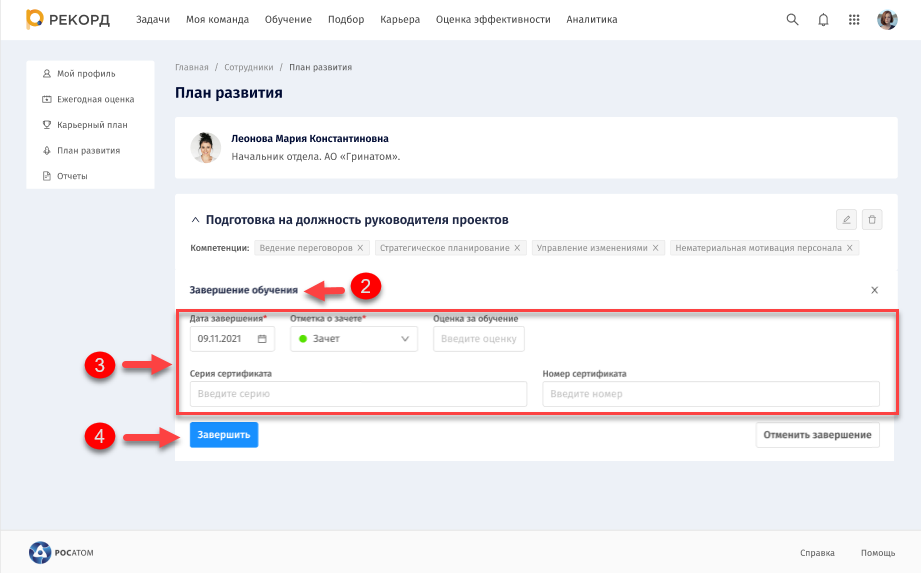 РЕКОРД Задачи Моя команда Обучение Подбор Карьера Оценка эффективности Аналитика
Мой профиль
Ежегодная оценка
Карьерный план
План развития
Отчеты
Главная / Сотрудники / План развития
План развития
Леонова Мария Константиновна
Начальник отдела. АО «Гринатом».
Подготовка на должность руководителя проектов
Компетенции: Ведение переговоров Стратегическое планирование Управление изменениями Нематериальная мотивация персонала
Завершение обучения 2
Дата завершения* Отметка о зачете* Оценка за обучение
09.11.2021 Зачет Введите оценку
3
Серия сертификата Номер сертификата
Введите серию Введите номер
4 Завершить Отменить завершение
РОСАТОМ Справка Помощь